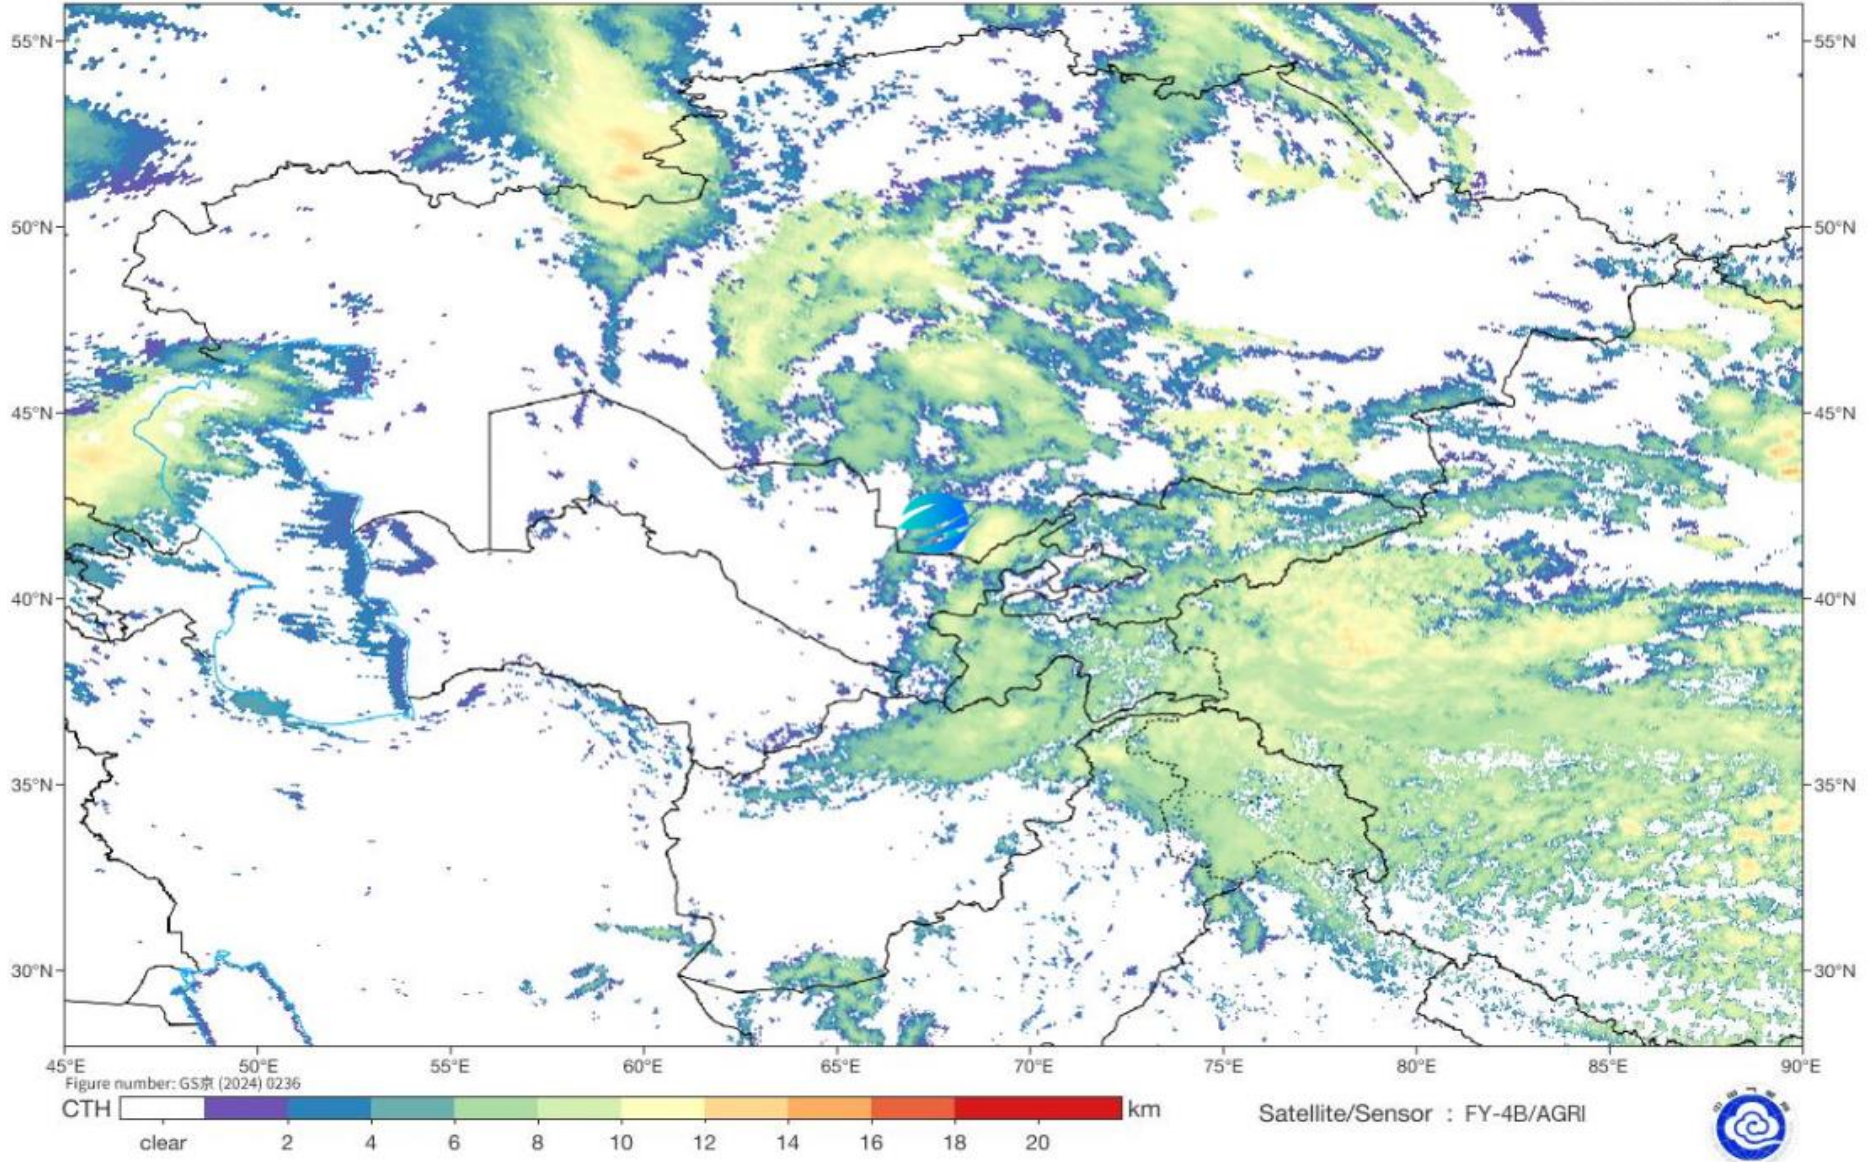 55°N 55°N
50°N 50°N
45°N 45°N
40°N 40°N
35°N 35°N
30°N 30°N
45°E 50°E 55°E 60°E 65°E 70°E 75°E 80°E 85°E 90°E
Figure number: GS京 (2024) 0236
CTH km
clear 2 4 6 8 10 12 14 16 18 20
Satellite/Sensor : FY-4B/AGRI